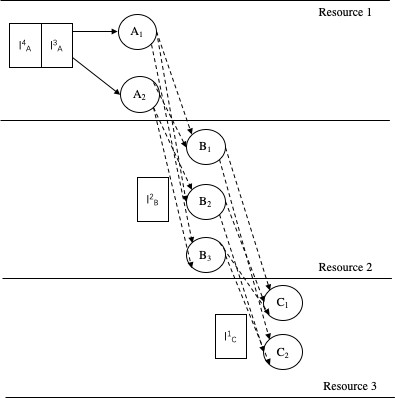 Resource 1
I⁴A I³A
A₁
A₂
B₁
I²B
B₂
B₃
Resource 2
C₁
I¹C
C₂
Resource 3